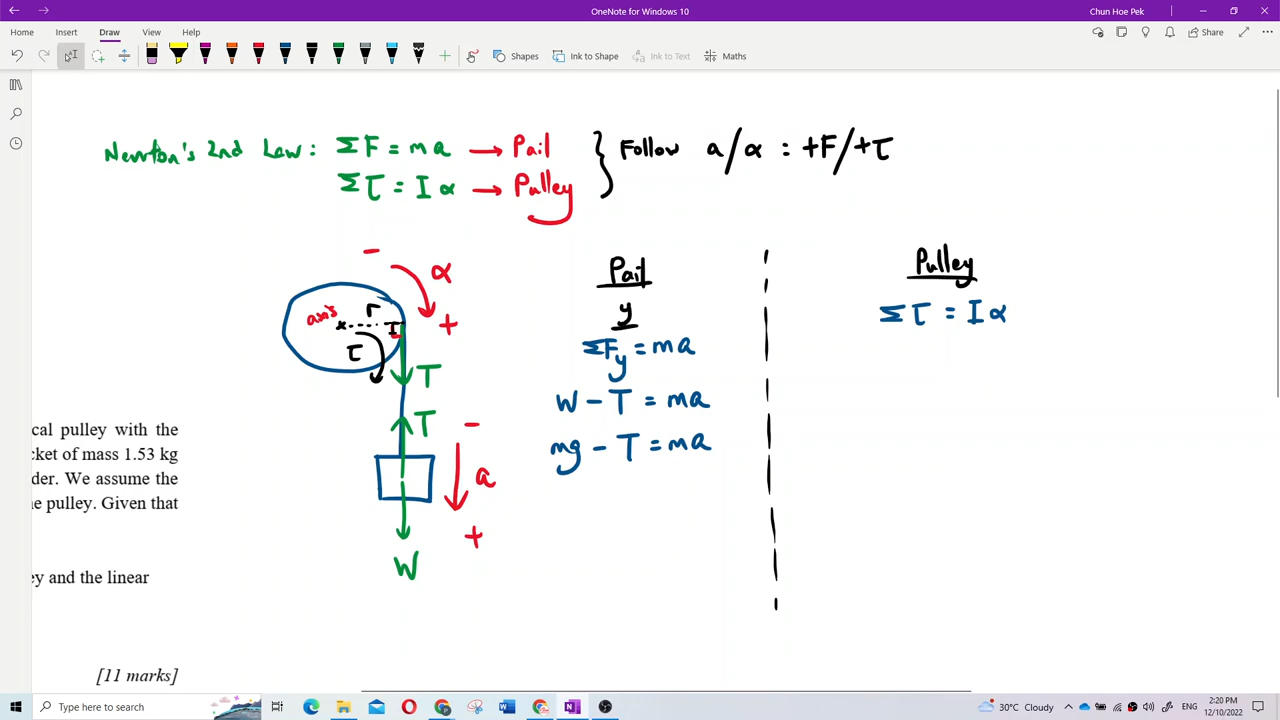 OneNote for Windows 10
Chun Hoe Pek
Home Insert Draw View Help
Share
Shapes
Ink to Shape
Ink to Text
Maths
Newton's 2nd Law: ΣF = ma → Pail
Στ = Iα → Pulley
Follow a/α : +F/+τ
- α +
axis r
τ
T
T
- a +
W
Pail
y
ΣFy = ma
W - T = ma
mg - T = ma
Pulley
Στ = Iα
cal pulley with the
cket of mass 1.53 kg
der. We assume the
e pulley. Given that
ey and the linear
[11 marks]
Type here to search
30°C Cloudy
2:20 PM
12/10/2022